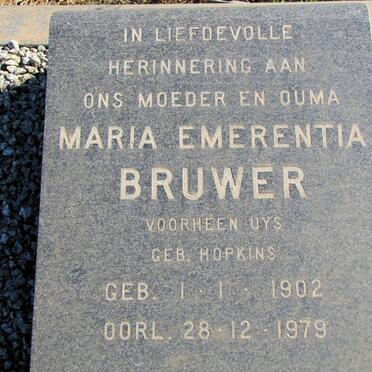 IN LIEFDEVOLLE
HERINNERING AAN
ONS MOEDER EN OUMA
MARIA EMERENTIA
BRUWER
VOORHEEN UYS
GEB. HOPKINS
GEB. 1·1·1902
OORL. 28·12·1979